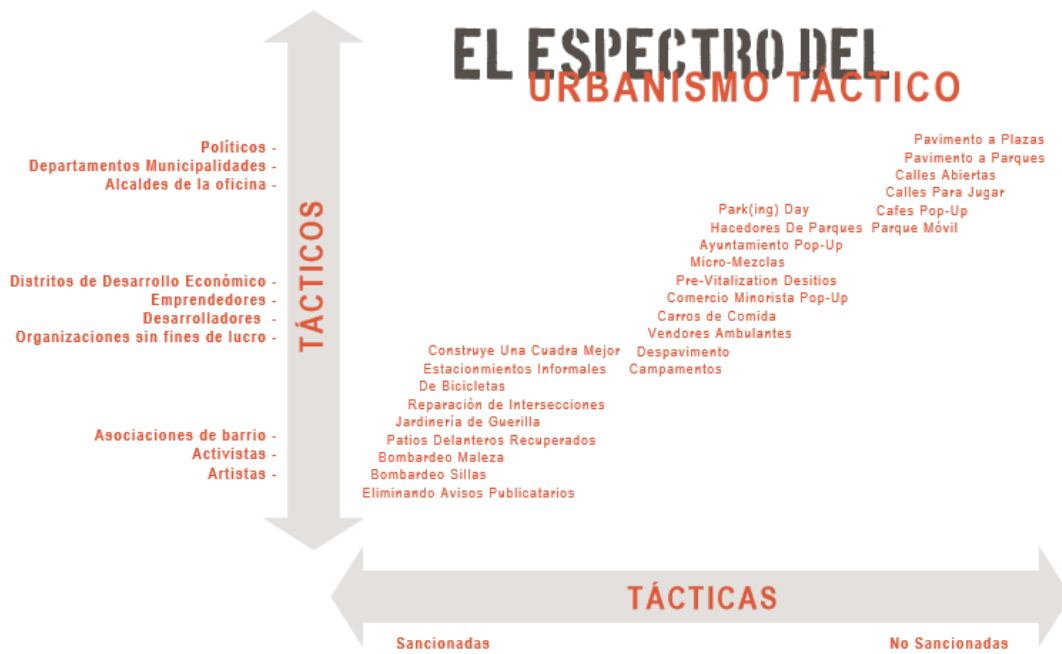 EL ESPECTRO DEL
URBANISMO TÁCTICO
Políticos -
Departamentos Municipalidades -
Alcaldes de la oficina -
Distritos de Desarrollo Económico -
Emprendedores -
Desarrolladores -
Organizaciones sin fines de lucro -
Asociaciones de barrio -
Activistas -
Artistas -
TÁCTICOS
Pavimento a Plazas
Pavimento a Parques
Calles Abiertas
Calles Para Jugar
Cafes Pop-Up
Parque Móvil
Park(ing) Day
Hacedores De Parques
Ayuntamiento Pop-Up
Micro-Mezclas
Pre-Vitalization Desitios
Comercio Minorista Pop-Up
Carros de Comida
Vendores Ambulantes
Despavimento
Campamentos
Construye Una Cuadra Mejor
Estacionmientos Informales
De Bicicletas
Reparación de Intersecciones
Jardinería de Guerilla
Patios Delanteros Recuperados
Bombardeo Maleza
Bombardeo Sillas
Eliminando Avisos Publicatarios
TÁCTICAS
Sancionadas
No Sancionadas